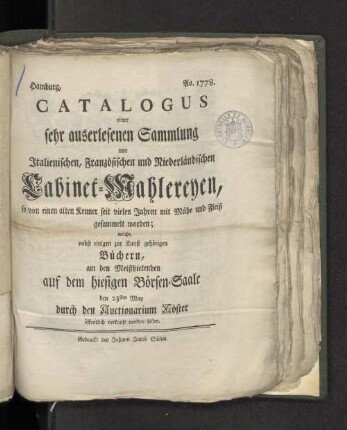 Hamburg, Ao. 1778.
CATALOGUS
einer
sehr auserlesenen Sammlung
von
Italienischen, Französischen und Niederländischen
Cabinet-Mahlereyen,
so von einen alten Kenner seit vielen Jahren mit Mühe und Fleiß
gesammelt worden;
welche,
nebst einigen zur Kunst gehörigen
Büchern,
an den Meistbietenden
auf dem hiesigen Börsen-Saale
den 23sten May
durch den Auctionarium Köster
öffentlich verkauft werden sollen.
Gedruckt bey Johann Jacob